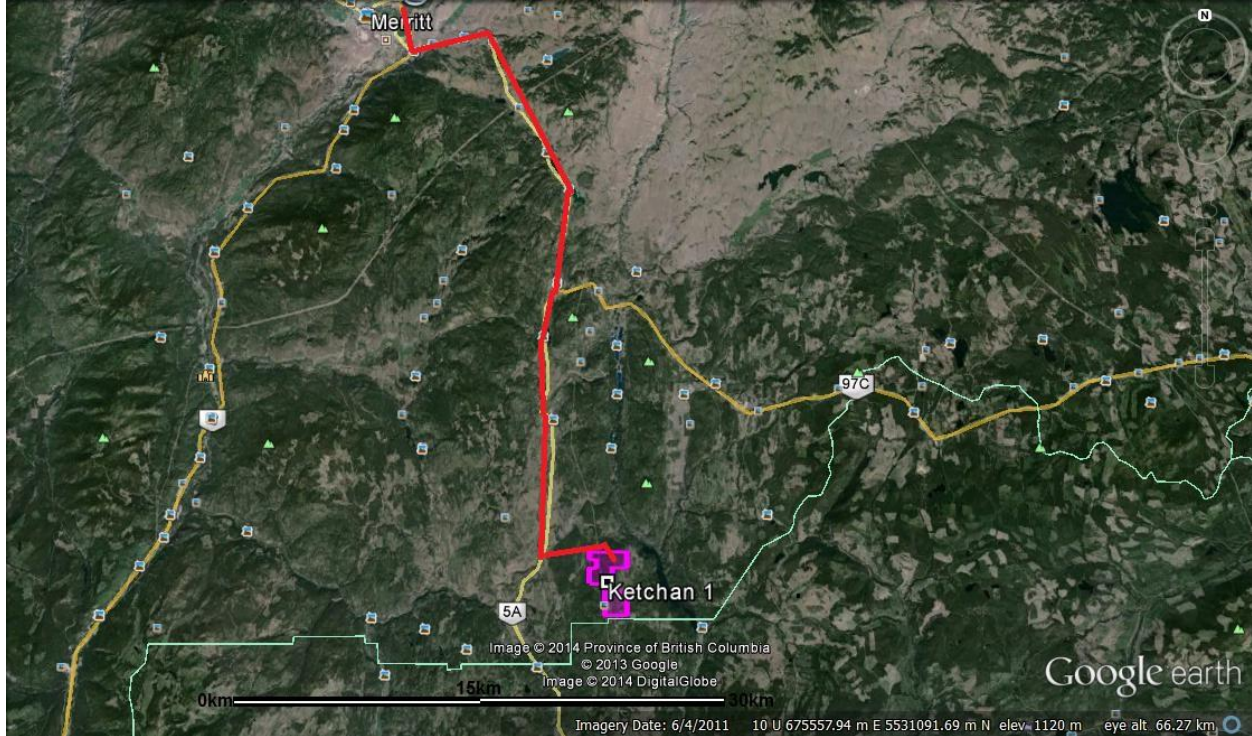 N
Merritt
97C
Ketchan 1
5A
Image © 2014 Province of British Columbia
© 2013 Google
Image © 2014 DigitalGlobe
Google earth
0km
15km
30km
Imagery Date: 6/4/2011 10 U 675557.94 m E 5531091.69 m N elev 1120 m eye alt 66.27 km